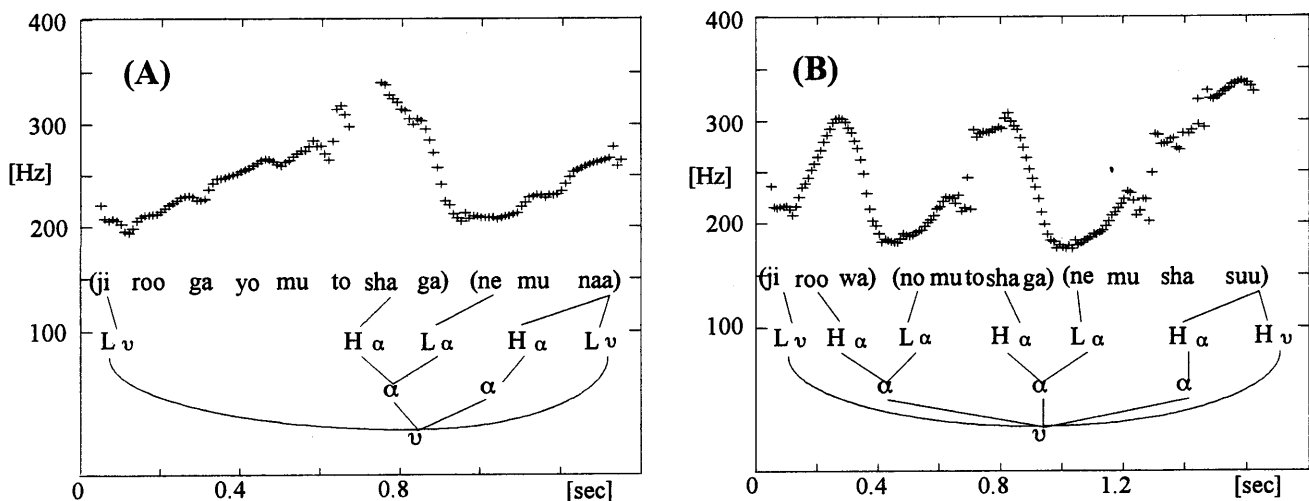 400
(A)
300
[Hz]
200
(ji roo ga yo mu to sha ga) (ne mu naa)
100
L υ H α L α H α L υ
α α
υ
0 0.4 0.8 [sec]
400
(B)
300
[Hz]
200
(ji roo wa) (no mu to sha ga) (ne mu sha suu)
100
L υ H α L α H α L α H α H υ
α α α
υ
0 0.4 0.8 1.2 [sec]